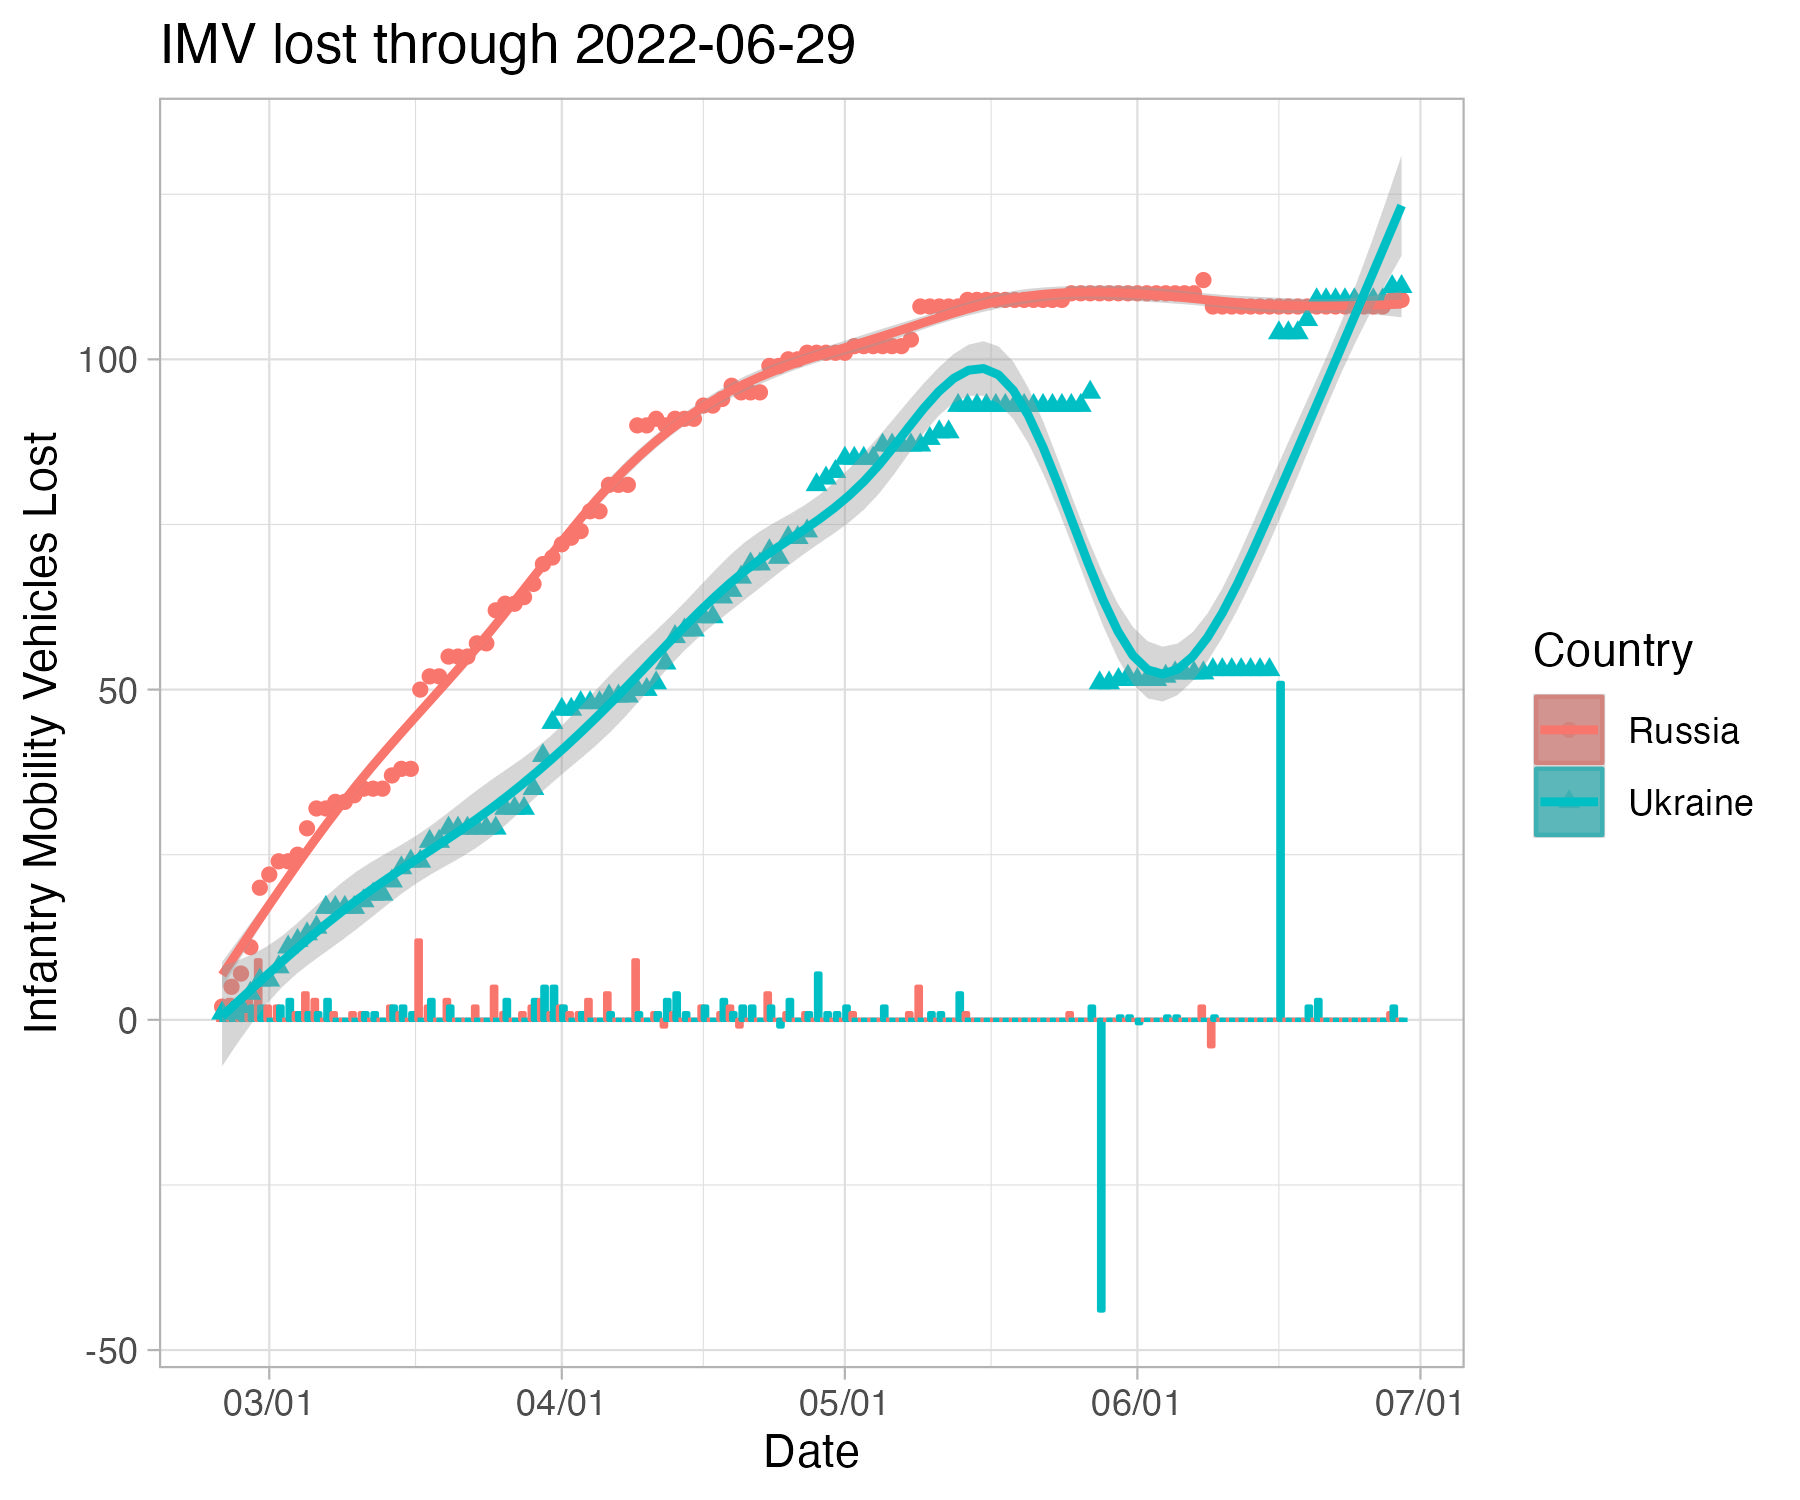 IMV lost through 2022-06-29
Infantry Mobility Vehicles Lost
100
50
0
-50
03/01
04/01
05/01
06/01
07/01
Date
Country
Russia
Ukraine